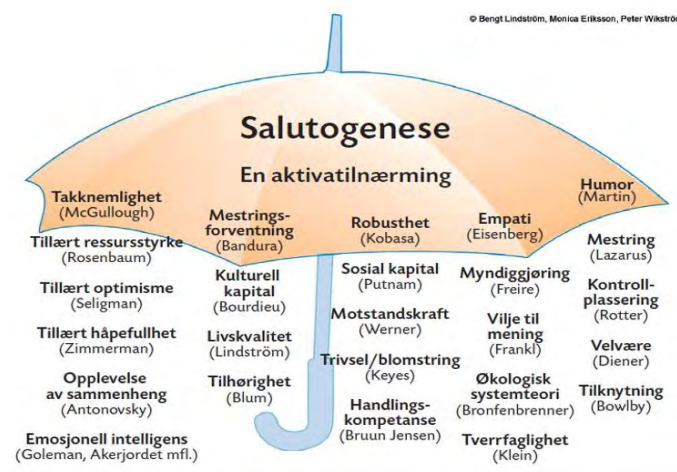 © Bengt Lindström, Monica Eriksson, Peter Wikströ
Salutogenese
En aktivatilnærming
Takknemlighet
(McGullough)
Tillært ressursstyrke
(Rosenbaum)
Tillært optimisme
(Seligman)
Tillært håpefullhet
(Zimmerman)
Opplevelse
av sammenheng
(Antonovsky)
Emosjonell intelligens
(Goleman, Akerjordet mfl.)
Mestrings-
forventning
(Bandura)
Kulturell
kapital
(Bourdieu)
Livskvalitet
(Lindström)
Tilhørighet
(Blum)
Robusthet
(Kobasa)
Sosial kapital
(Putnam)
Motstandskraft
(Werner)
Trivsel/blomstring
(Keyes)
Handlings-
kompetanse
(Bruun Jensen)
Empati
(Eisenberg)
Myndiggjøring
(Freire)
Vilje til
mening
(Frankl)
Økologisk
systemteori
(Bronfenbrenner)
Tverrfaglighet
(Klein)
Humor
(Martin)
Mestring
(Lazarus)
Kontroll-
plassering
(Rotter)
Velvære
(Diener)
Tilknytning
(Bowlby)